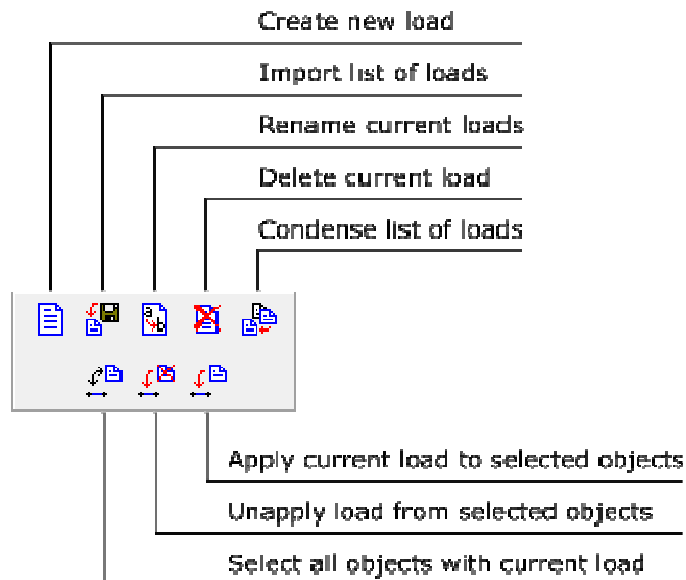 Create new load
Import list of loads
Rename current loads
Delete current load
Condense list of loads
a
b
Apply current load to selected objects
Unapply load from selected objects
Select all objects with current load